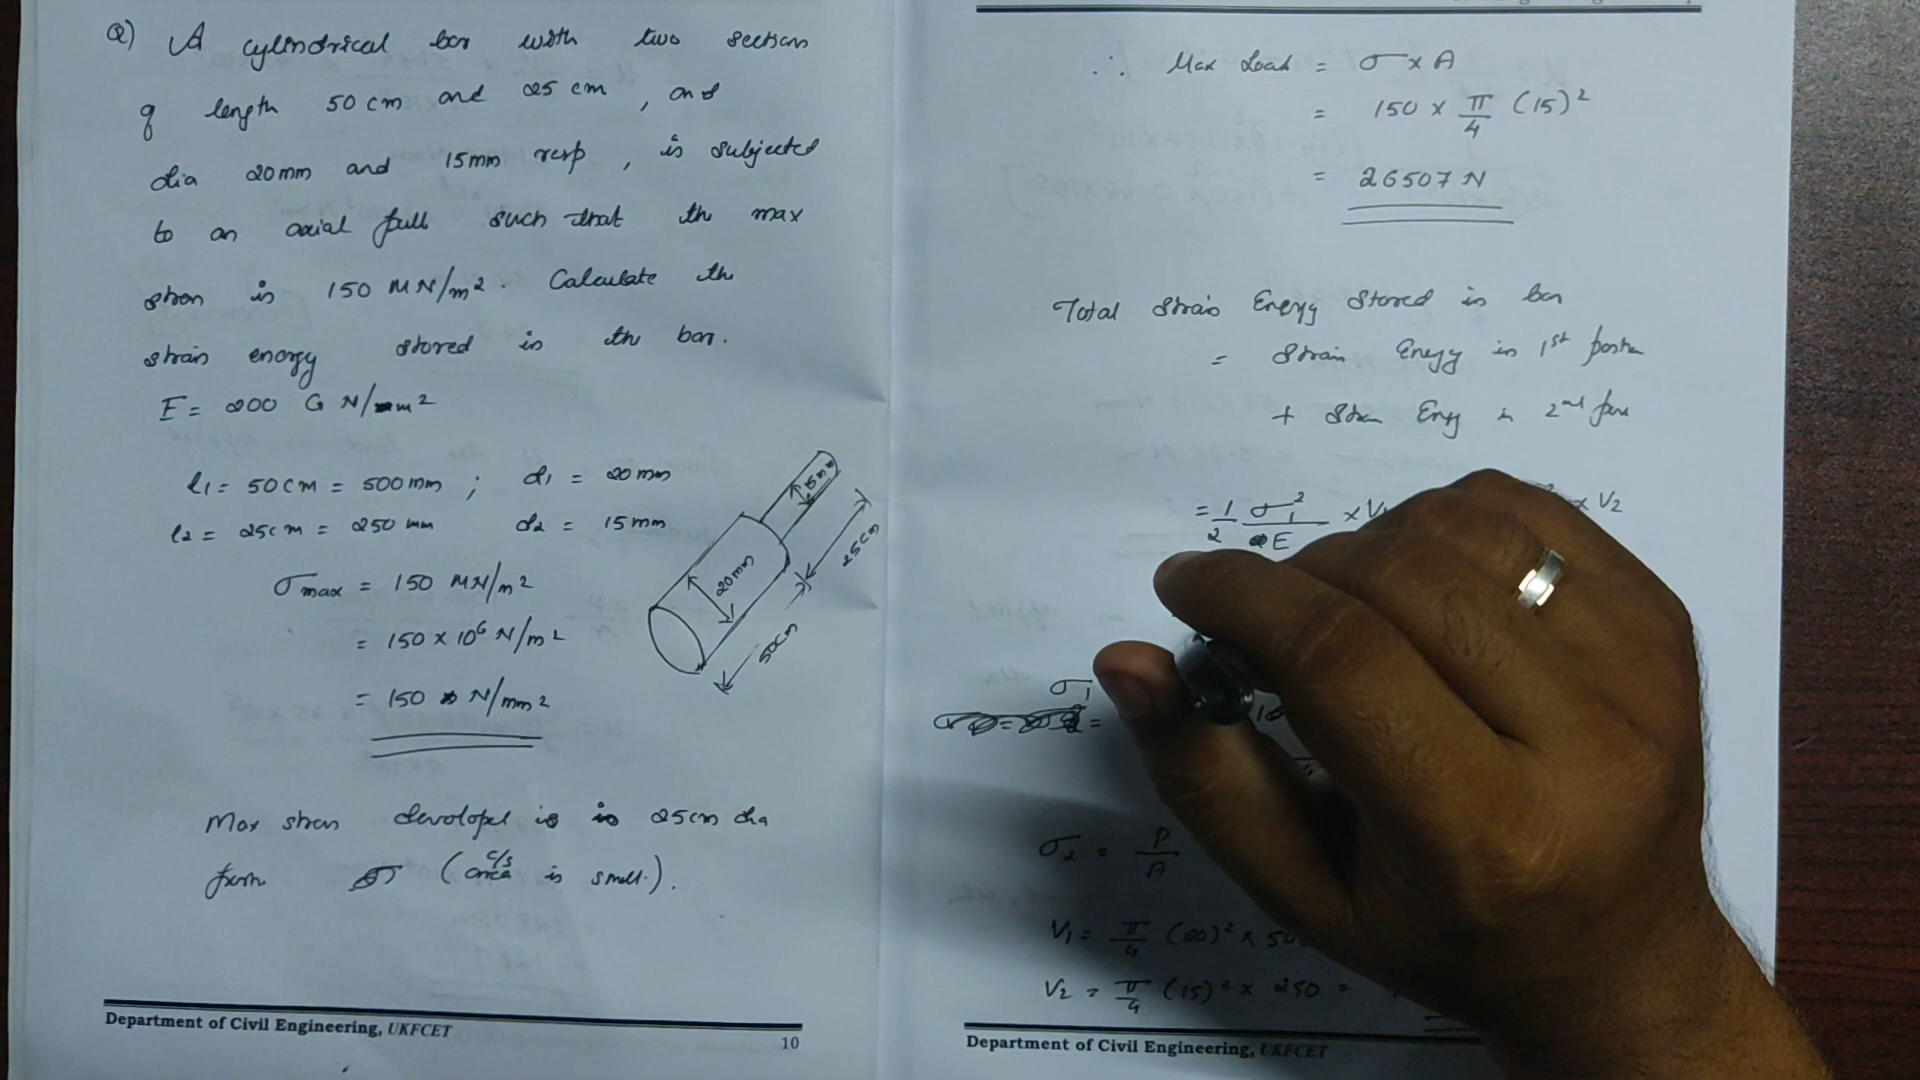 Q) A cylindrical bar with two sections
of length 50 cm and 25 cm, and
dia 20mm and 15mm resp, is subjected
to an axial pull such that the max
stress is 150 MN/m². Calculate the
strain energy stored in the bar.
E = 200 G N/m²
l1 = 50cm = 500mm ; d1 = 20mm
l2 = 25cm = 250 mm d2 = 15mm
σmax = 150 MN/m²
= 150 x 10⁶ N/m²
= 150 N/mm²
15mm
20mm
25cm
50cm
Max stress developed is in 25cm dia
(c/s area is small).
Department of Civil Engineering, UKFCET
10
∴ Max Load = σ x A
= 150 x π/4 (15)²
= 26507 N
Total Strain Energy Stored in bar
= Strain Energy in 1st
+ Strain Energy in 2nd
= 1/2 σ1²/E x V1 x V2
σ1
=
σ2 = P/A
V1 = π/4 (20)² x 50
V2 = π/4 (15)² x 250 =
Department of Civil Engineering, UKFCET